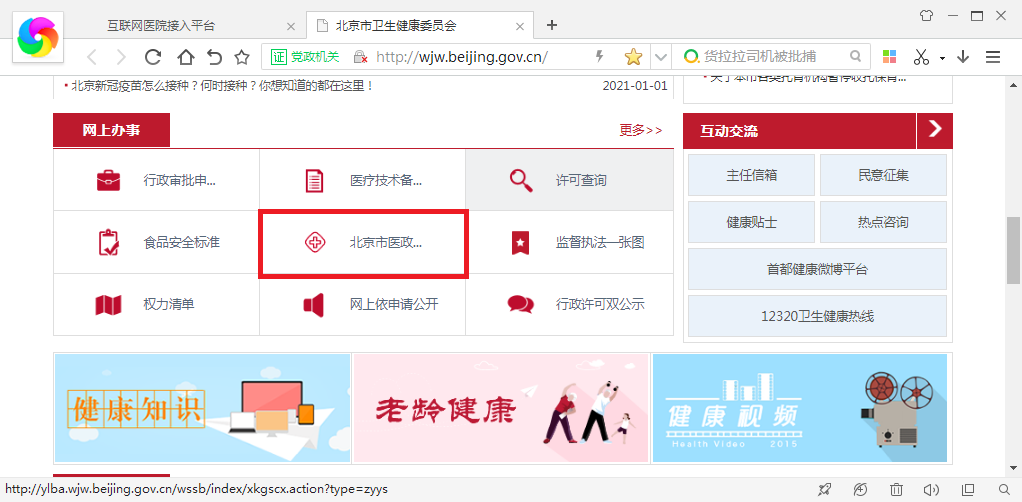 互联网医院接入平台
北京市卫生健康委员会
证 党政机关
http://wjw.beijing.gov.cn/
货拉拉司机被批捕
北京新冠疫苗怎么接种？何时接种？你想知道的都在这里！
2021-01-01
网上办事
更多>>
互动交流
行政审批申...
医疗技术备...
许可查询
主任信箱
民意征集
食品安全标准
北京市医政...
监督执法一张图
健康贴士
热点咨询
首都健康微博平台
权力清单
网上依申请公开
行政许可双公示
12320卫生健康热线
健康知识
老龄健康
健康视频
Health Video 2015
http://ylba.wjw.beijing.gov.cn/wssb/index/xkgscx.action?type=zyys